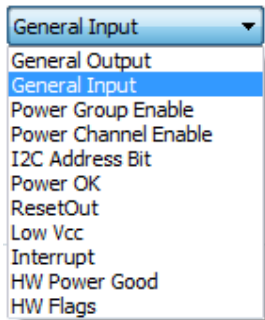 General Input
General Output
General Input
Power Group Enable
Power Channel Enable
I2C Address Bit
Power OK
ResetOut
Low Vcc
Interrupt
HW Power Good
HW Flags